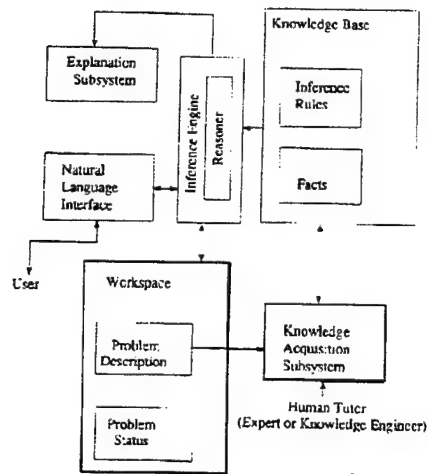 Knowledge Base
Explanation
Subsystem
Inference Engine
Reasoner
Inference
Rules
Facts
Natural
Language
Interface
User
Workspace
Problem
Description
Problem
Status
Knowledge
Acquisition
Subsystem
Human Tutor
(Expert or Knowledge Engineer)